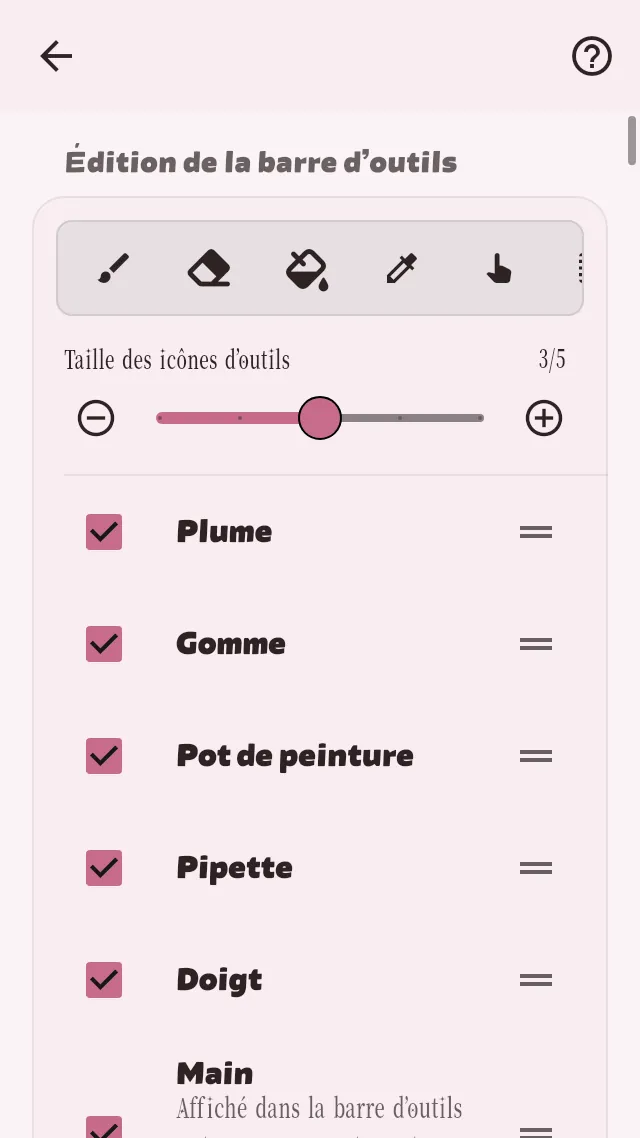 Édition de la barre d’outils
Taille des icônes d’outils 3/5
Plume
Gomme
Pot de peinture
Pipette
Doigt
Main
Affiché dans la barre d’outils